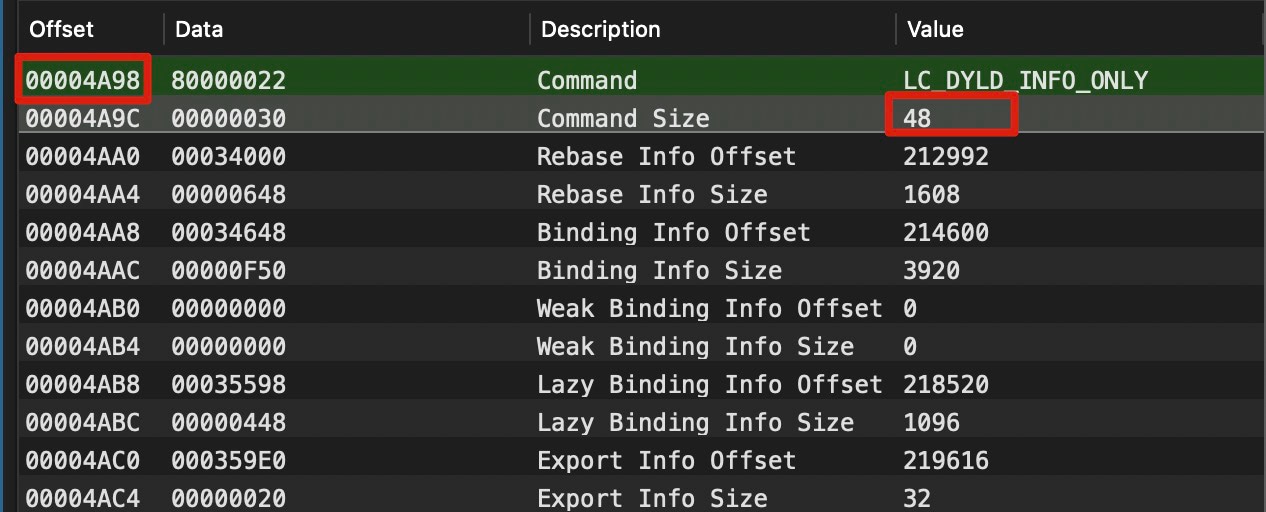 Offset Data Description Value
00004A98 80000022 Command LC_DYLD_INFO_ONLY
00004A9C 00000030 Command Size 48
00004AA0 00034000 Rebase Info Offset 212992
00004AA4 00000648 Rebase Info Size 1608
00004AA8 00034648 Binding Info Offset 214600
00004AAC 00000F50 Binding Info Size 3920
00004AB0 00000000 Weak Binding Info Offset 0
00004AB4 00000000 Weak Binding Info Size 0
00004AB8 00035598 Lazy Binding Info Offset 218520
00004ABC 00000448 Lazy Binding Info Size 1096
00004AC0 000359E0 Export Info Offset 219616
00004AC4 00000020 Export Info Size 32